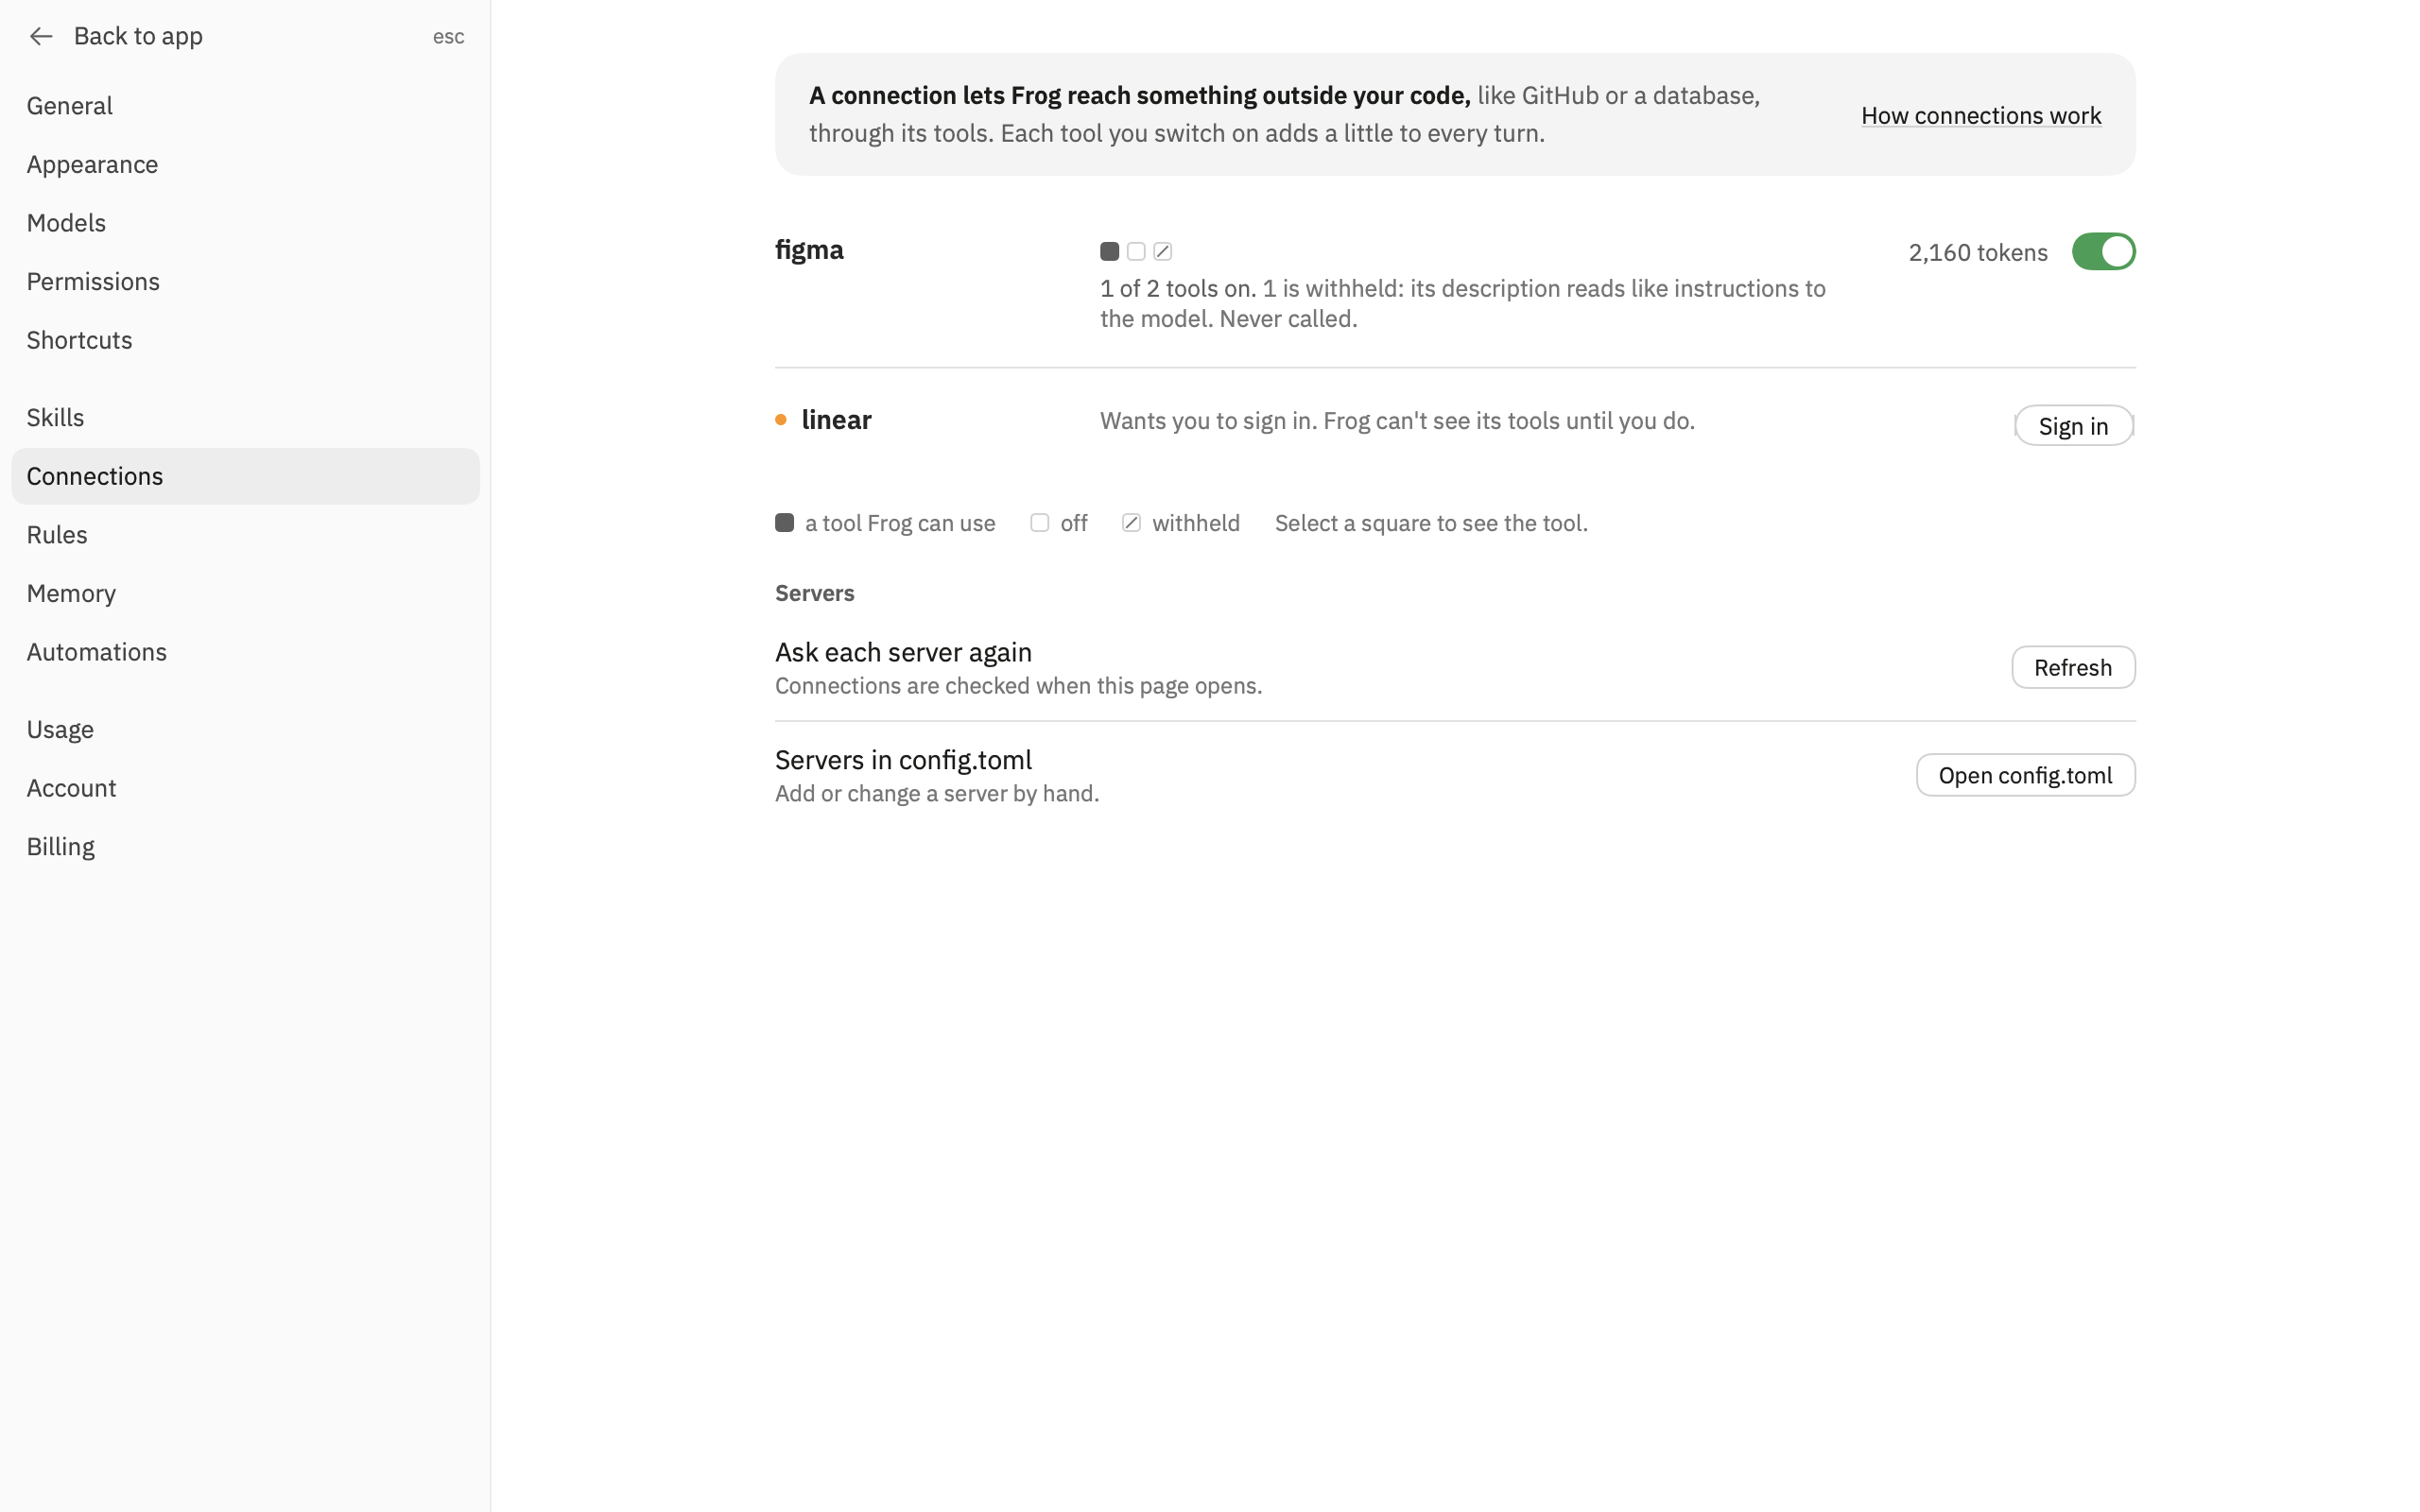 Back to app
esc
General
Appearance
Models
Permissions
Shortcuts
Skills
Connections
Rules
Memory
Automations
Usage
Account
Billing
A connection lets Frog reach something outside your code, like GitHub or a database,
through its tools. Each tool you switch on adds a little to every turn.
How connections work
figma
2,160 tokens
1 of 2 tools on. 1 is withheld: its description reads like instructions to
the model. Never called.
linear
Wants you to sign in. Frog can't see its tools until you do.
Sign in
a tool Frog can use
off
withheld
Select a square to see the tool.
Servers
Ask each server again
Connections are checked when this page opens.
Refresh
Servers in config.toml
Add or change a server by hand.
Open config.toml